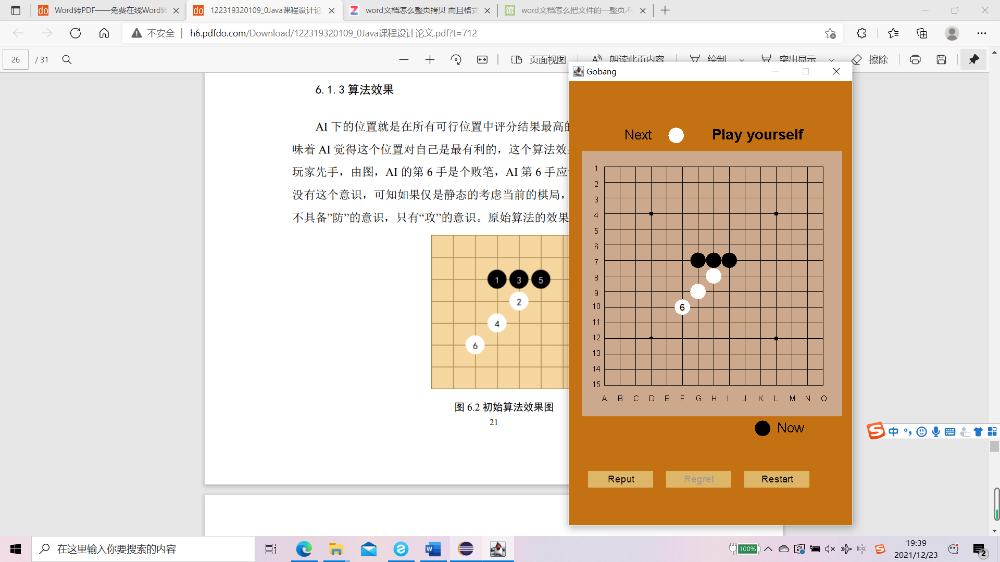 Word转PDF——免费在线Word转
122319320109_0Java课程设计论
word文档怎么整页拷贝 而且格式
word文档怎么把文件的一整页不
不安全
h6.pdfdo.com/Download/122319320109_0Java课程设计论文.pdf?t=712
26
/ 31
页面视图
朗读此页内容
绘制
突出显示
擦除
6.1.3 算法效果
AI 下的位置就是在所有可行位置中评分结果最高的
味着 AI 觉得这个位置对自己是最有利的，这个算法效
玩家先手，由图，AI 的第 6 手是个败笔，AI 第 6 手应
没有这个意识，可知如果仅是静态的考虑当前的棋局，
不具备”防”的意识，只有“攻”的意识。原始算法的效果
1
3
5
2
4
6
图 6.2 初始算法效果图
21
Gobang
Next
Play yourself
1
2
3
4
5
6
7
8
9
10
11
12
13
14
15
6
A B C D E F G H I J K L M N O
Now
Reput
Regret
Restart
中
在这里输入你要搜索的内容
100%
中
19:39
2021/12/23
2